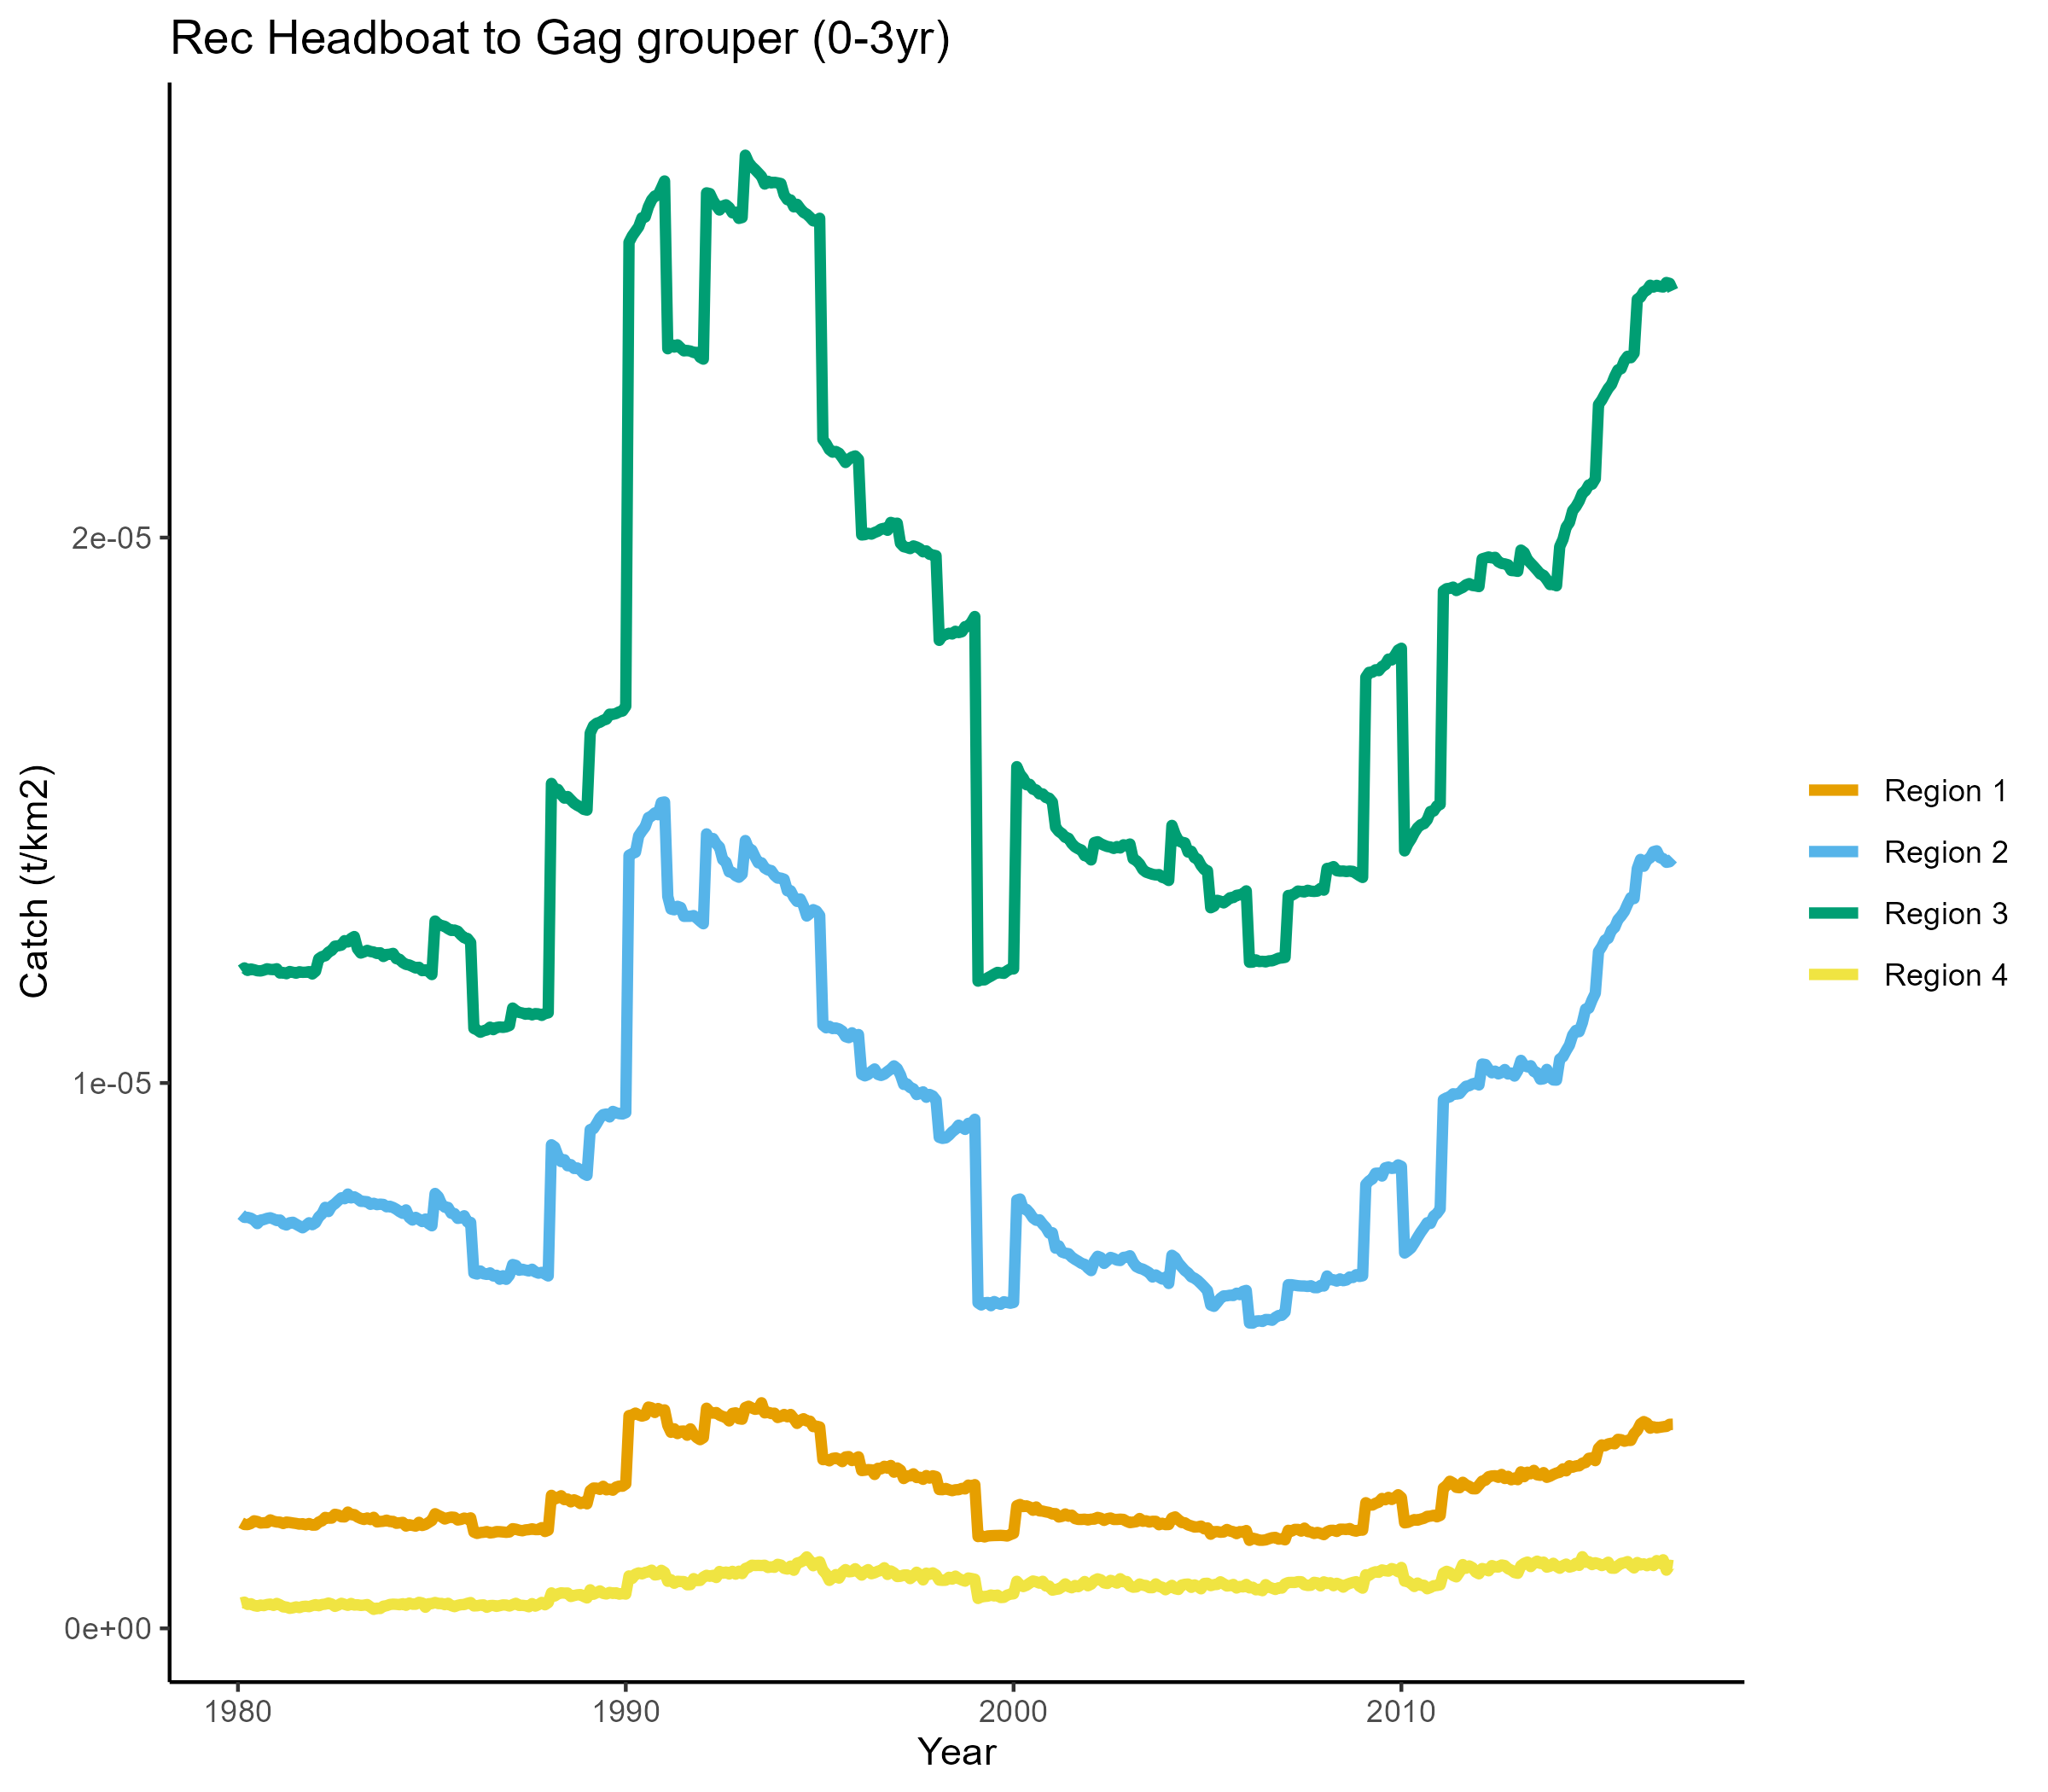 Rec Headboat to Gag grouper (0-3yr)
Catch (t/km2)
2e-05
1e-05
0e+00
1980
1990
2000
2010
Year
Region 1
Region 2
Region 3
Region 4